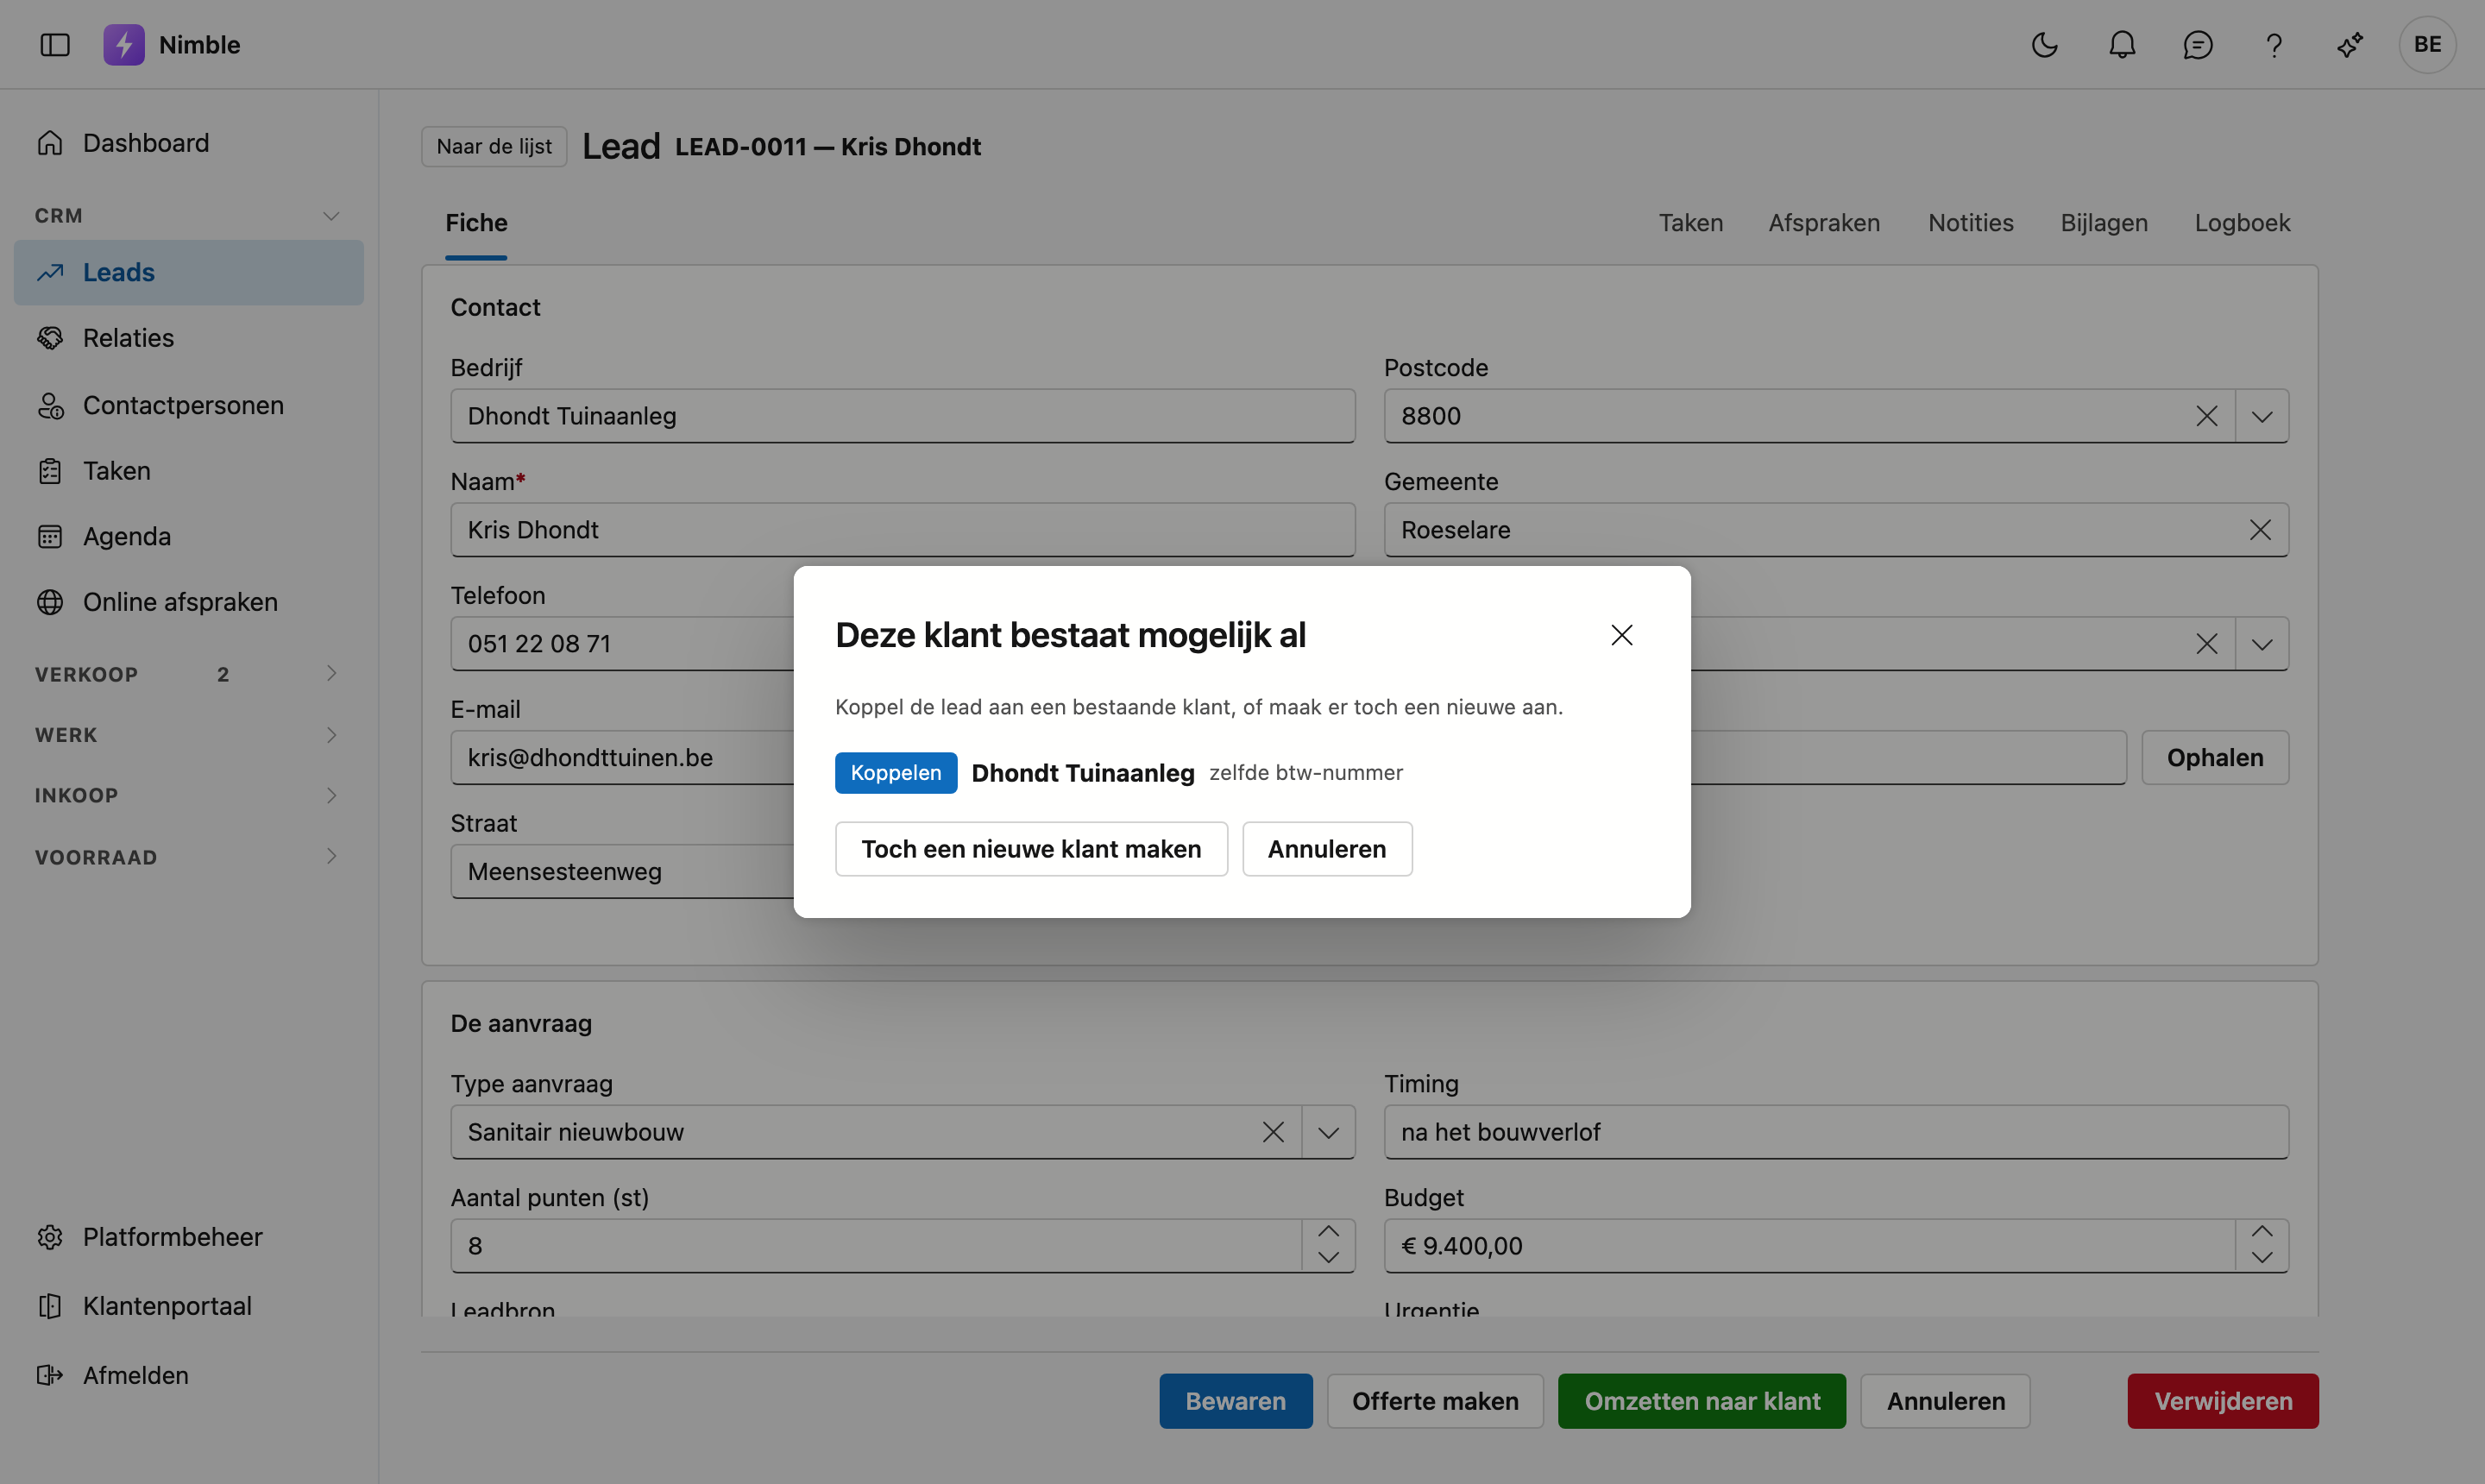 Nimble
BE
Dashboard
CRM
Leads
Relaties
Contactpersonen
Taken
Agenda
Online afspraken
VERKOOP 2
WERK
INKOOP
VOORRAAD
Platformbeheer
Klantenportaal
Afmelden
Naar de lijst Lead LEAD-0011 — Kris Dhondt
Fiche Taken Afspraken Notities Bijlagen Logboek
Contact
Bedrijf
Dhondt Tuinaanleg
Postcode
8800
Naam*
Kris Dhondt
Gemeente
Roeselare
Telefoon
051 22 08 71
E-mail
kris@dhondttuinen.be
Ophalen
Straat
Meensesteenweg
Deze klant bestaat mogelijk al
Koppel de lead aan een bestaande klant, of maak er toch een nieuwe aan.
Koppelen Dhondt Tuinaanleg zelfde btw-nummer
Toch een nieuwe klant maken Annuleren
De aanvraag
Type aanvraag
Sanitair nieuwbouw
Timing
na het bouwverlof
Aantal punten (st)
8
Budget
€ 9.400,00
Leadbron
Urgentie
Bewaren Offerte maken Omzetten naar klant Annuleren Verwijderen